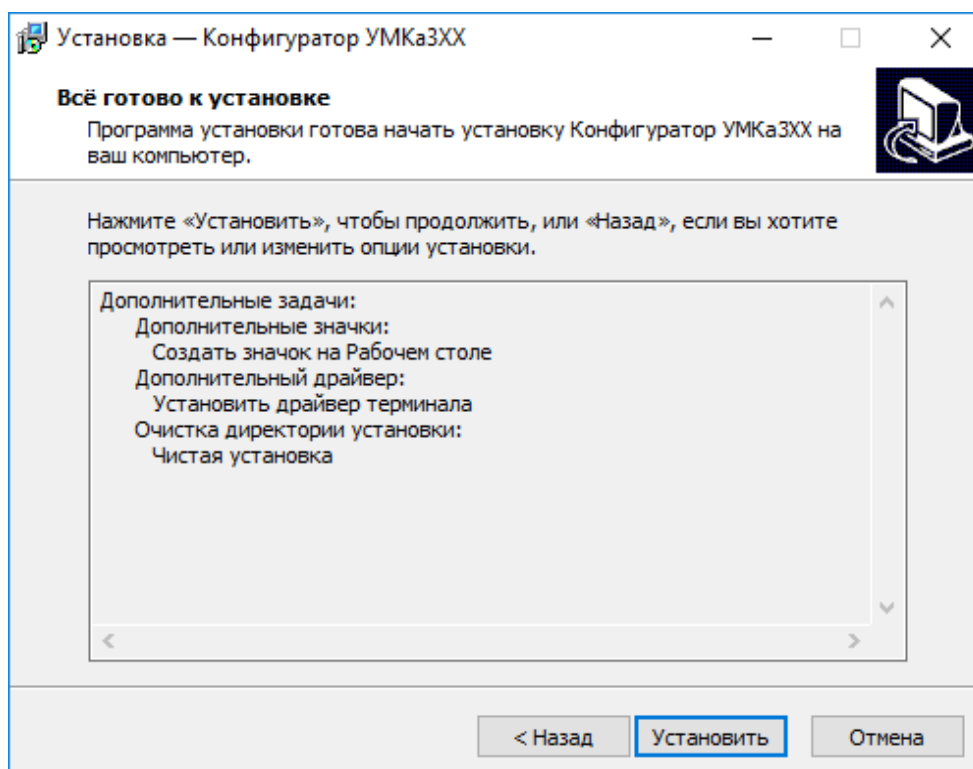 Установка — Конфигуратор УМКа3XX
Всё готово к установке
Программа установки готова начать установку Конфигуратор УМКа3XX на
ваш компьютер.
Нажмите «Установить», чтобы продолжить, или «Назад», если вы хотите
просмотреть или изменить опции установки.
Дополнительные задачи:
Дополнительные значки:
Создать значок на Рабочем столе
Дополнительный драйвер:
Установить драйвер терминала
Очистка директории установки:
Чистая установка
< Назад
Установить
Отмена